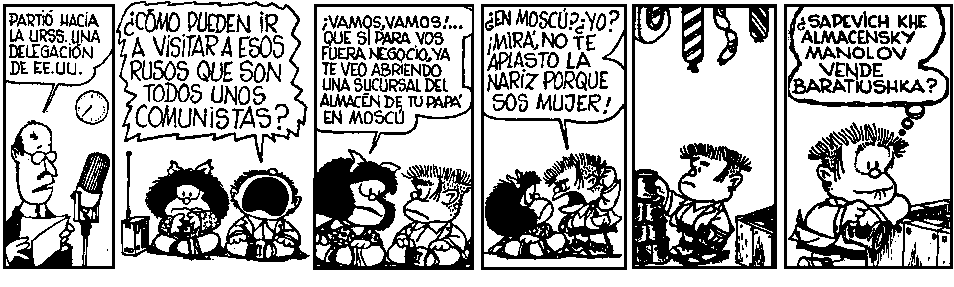 PARTIÓ HACIA
LA URSS. UNA
DELEGACIÓN
DE EE.UU.
¿CÓMO PUEDEN IR
A VISITAR A ESOS
RUSOS QUE SON
TODOS UNOS
COMUNISTAS?
¡VAMOS,VAMOS!...
QUE SI PARA VOS
FUERA NEGOCIO, YA
TE VEO ABRIENDO
UNA SUCURSAL DEL
ALMACÉN DE TU PAPÁ
EN MOSCÚ
¿EN MOSCÚ?¿YO?
¡MIRÁ, NO TE
APLASTO LA
NARÍZ PORQUE
SOS MUJER!
¿SAPEVICH KHE
ALMACENSKY
MANOLOV
VENDE
BARATIUSHKA?